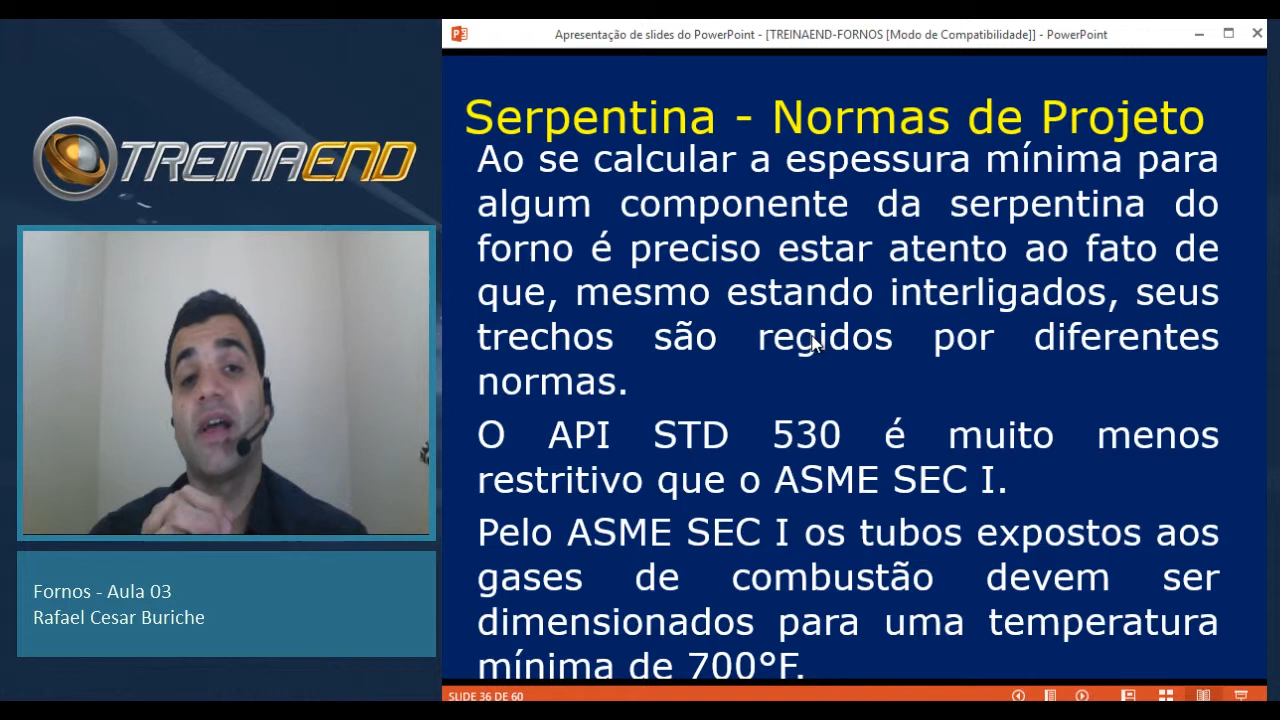 Apresentação de slides do PowerPoint - [TREINAEND-FORNOS [Modo de Compatibilidade]] - PowerPoint
TREINAEND
Serpentina - Normas de Projeto
Ao se calcular a espessura mínima para
algum componente da serpentina do
forno é preciso estar atento ao fato de
que, mesmo estando interligados, seus
trechos são regidos por diferentes
normas.
O API STD 530 é muito menos
restritivo que o ASME SEC I.
Pelo ASME SEC I os tubos expostos aos
gases de combustão devem ser
dimensionados para uma temperatura
mínima de 700°F.
Fornos - Aula 03
Rafael Cesar Buriche
SLIDE 36 DE 60